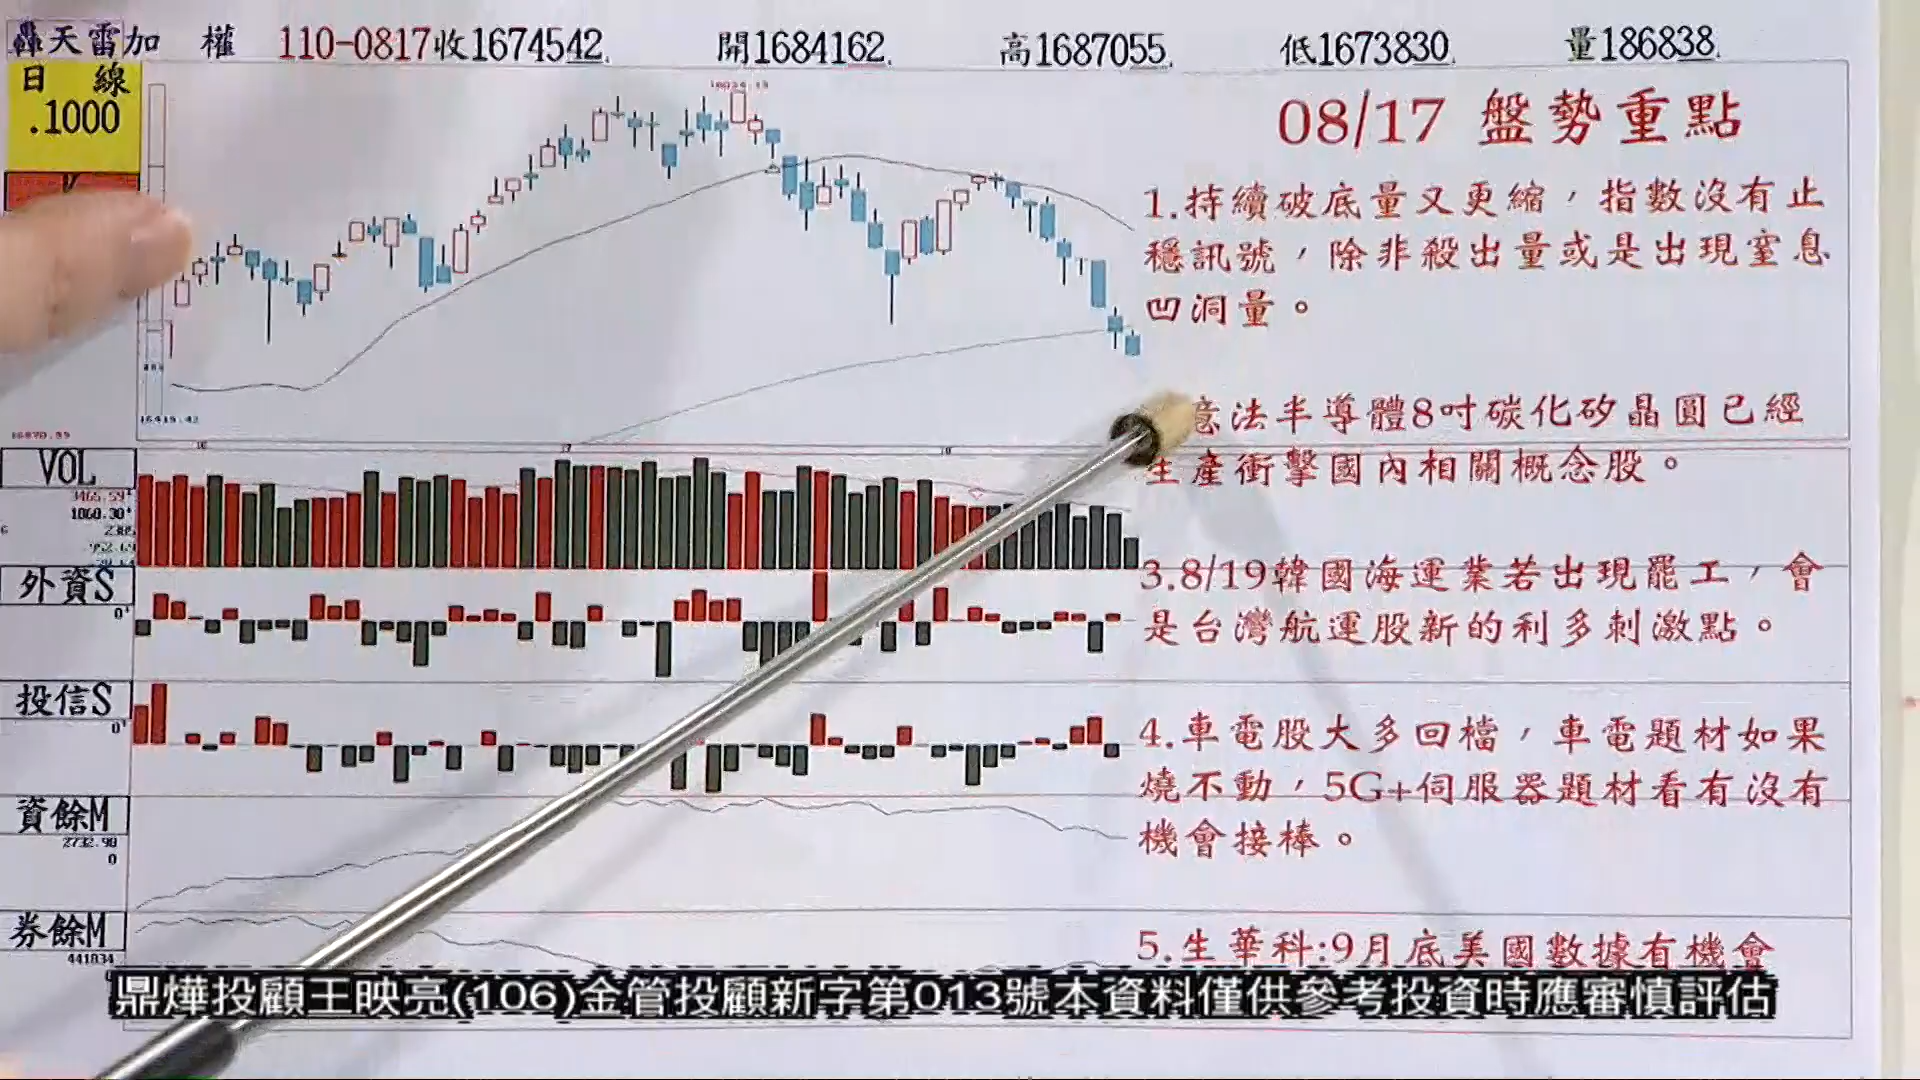 轟天雷加 權 110-0817收1674542. 開1684162. 高1687055. 低1673830. 量186838.
日 線
.1000
08/17 盤勢重點
1.持續破底量又更縮，指數沒有止
穩訊號，除非殺出量或是出現窒息
凹洞量。
意法半導體8吋碳化矽晶圓已經
生產衝擊國內相關概念股。
3.8/19韓國海運業若出現罷工，會
是台灣航運股新的利多刺激點。
4.車電股大多回檔，車電題材如果
燒不動，5G+伺服器題材看有沒有
機會接棒。
5.生華科:9月底美國數據有機會
16419.42
VOL
3465.59
1060.30
外資S
0
投信S
0
資餘M
2732.90
0
券餘M
441834
鼎燁投顧王映亮(106)金管投顧新字第013號本資料僅供參考投資時應審慎評估